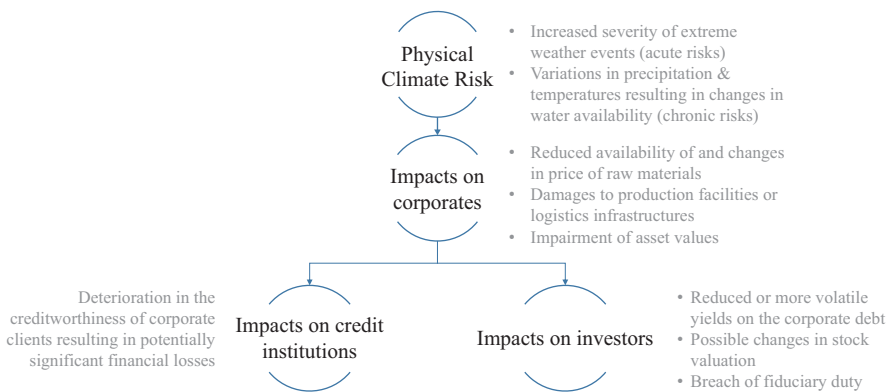 Physical
Climate Risk
• Increased severity of extreme
weather events (acute risks)
• Variations in precipitation &
temperatures resulting in changes in
water availability (chronic risks)
Impacts on
corporates
• Reduced availability of and changes
in price of raw materials
• Damages to production facilities or
logistics infrastructures
• Impairment of asset values
Deterioration in the
creditworthiness of corporate
clients resulting in potentially
significant financial losses
Impacts on credit
institutions
Impacts on investors
• Reduced or more volatile
yields on the corporate debt
• Possible changes in stock
valuation
• Breach of fiduciary duty